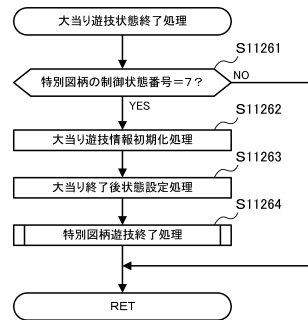 大当り遊技状態終了処理
S11261
特別図柄の制御状態番号=7?
NO
YES
S11262
大当り遊技情報初期化処理
S11263
大当り終了後状態設定処理
S11264
特別図柄遊技終了処理
RET